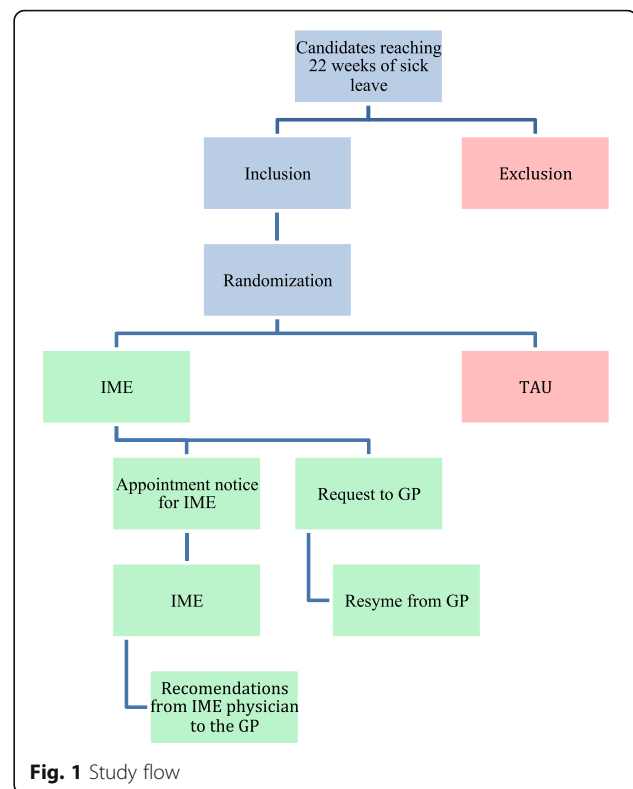 Candidates reaching
22 weeks of sick
leave
Inclusion
Exclusion
Randomization
IME
TAU
Appointment notice
for IME
Request to GP
IME
Resyme from GP
Recomendations
from IME physician
to the GP
Fig. 1 Study flow